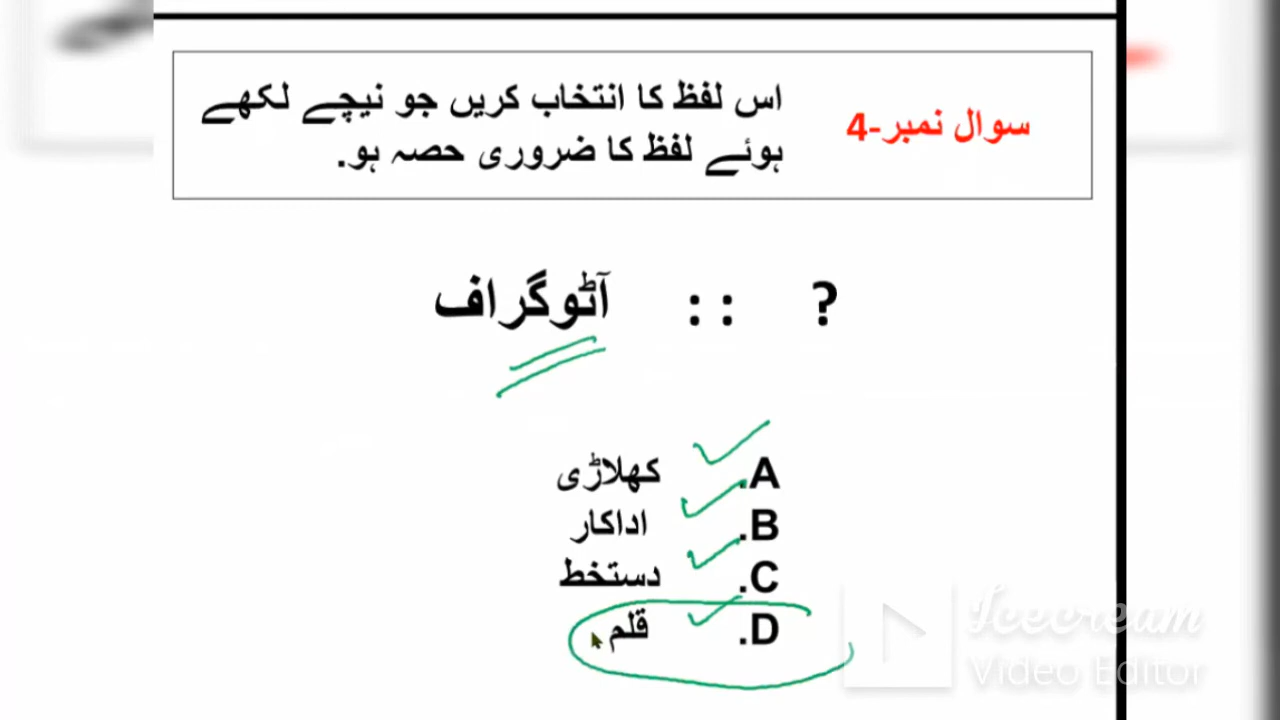 سوال نمبر-4
اس لفظ کا انتخاب کریں جو نیچے لکھے
ہوئے لفظ کا ضروری حصہ ہو.
? : : آٹوگراف
A. کھلاڑی
B. اداکار
C. دستخط
D. قلم
Icecream
Video Editor